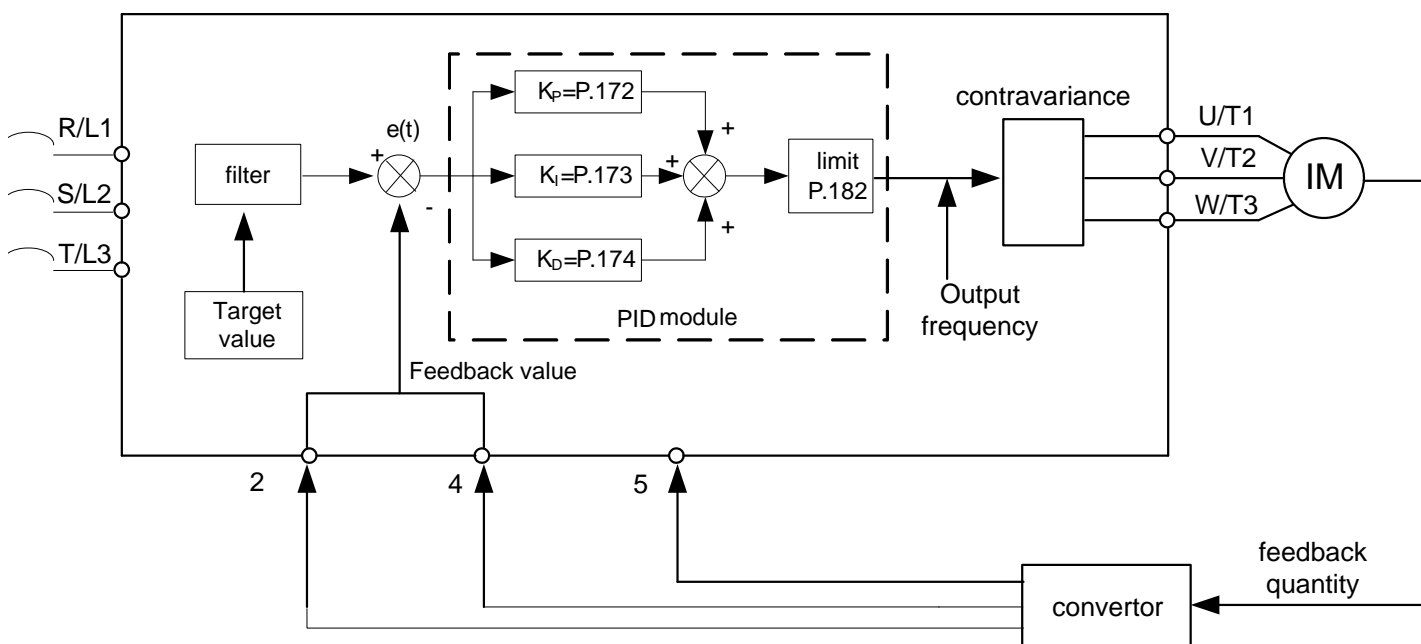 R/L1
S/L2
T/L3
filter
Target
value
+
e(t)
-
KP=P.172
KI=P.173
KD=P.174
+
+
+
limit
P.182
PID module
Feedback value
Output
frequency
contravariance
U/T1
V/T2
W/T3
IM
2
4
5
convertor
feedback
quantity